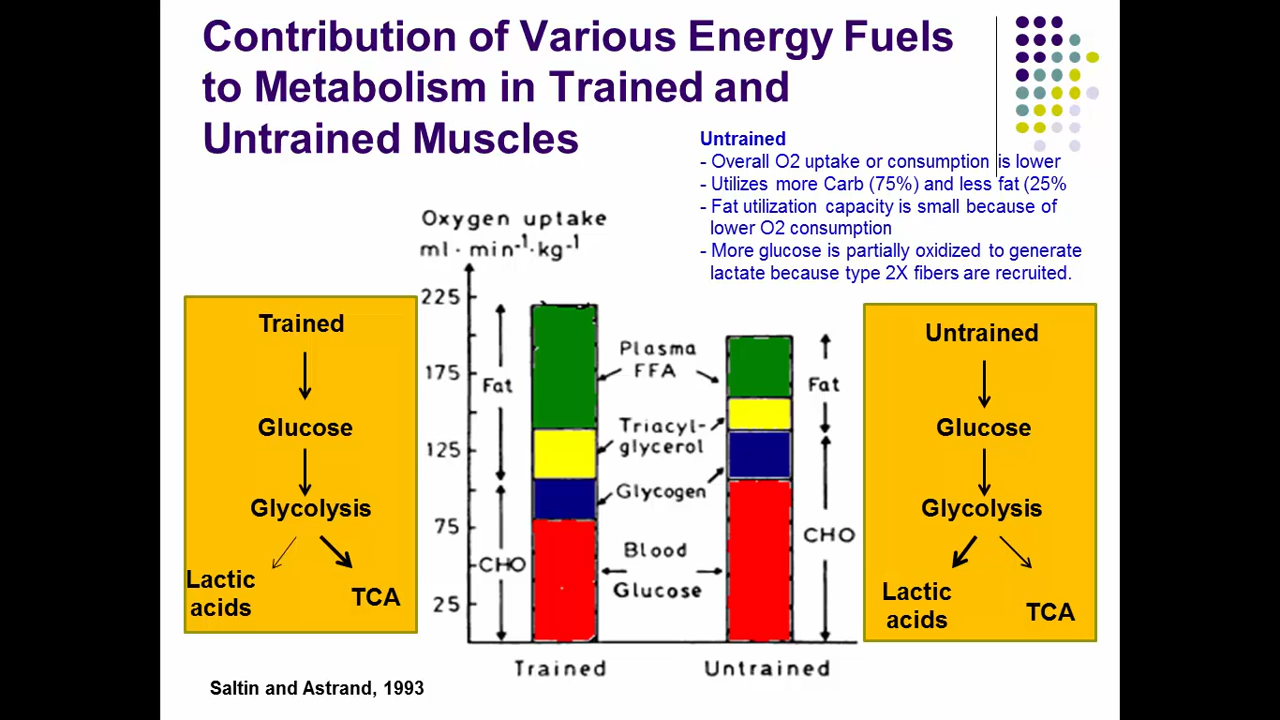 Contribution of Various Energy Fuels
to Metabolism in Trained and
Untrained Muscles
Untrained
- Overall O2 uptake or consumption is lower
- Utilizes more Carb (75%) and less fat (25%
- Fat utilization capacity is small because of
lower O2 consumption
- More glucose is partially oxidized to generate
lactate because type 2X fibers are recruited.
Trained
Glucose
Glycolysis
Lactic
acids
TCA
Oxygen uptake
ml · min⁻¹·kg⁻¹
225
175
125
75
25
Fat
CHO
Plasma
FFA
Triacyl-
glycerol
Glycogen
Blood
Glucose
Fat
CHO
Trained
Untrained
Untrained
Glucose
Glycolysis
Lactic
acids
TCA
Saltin and Astrand, 1993